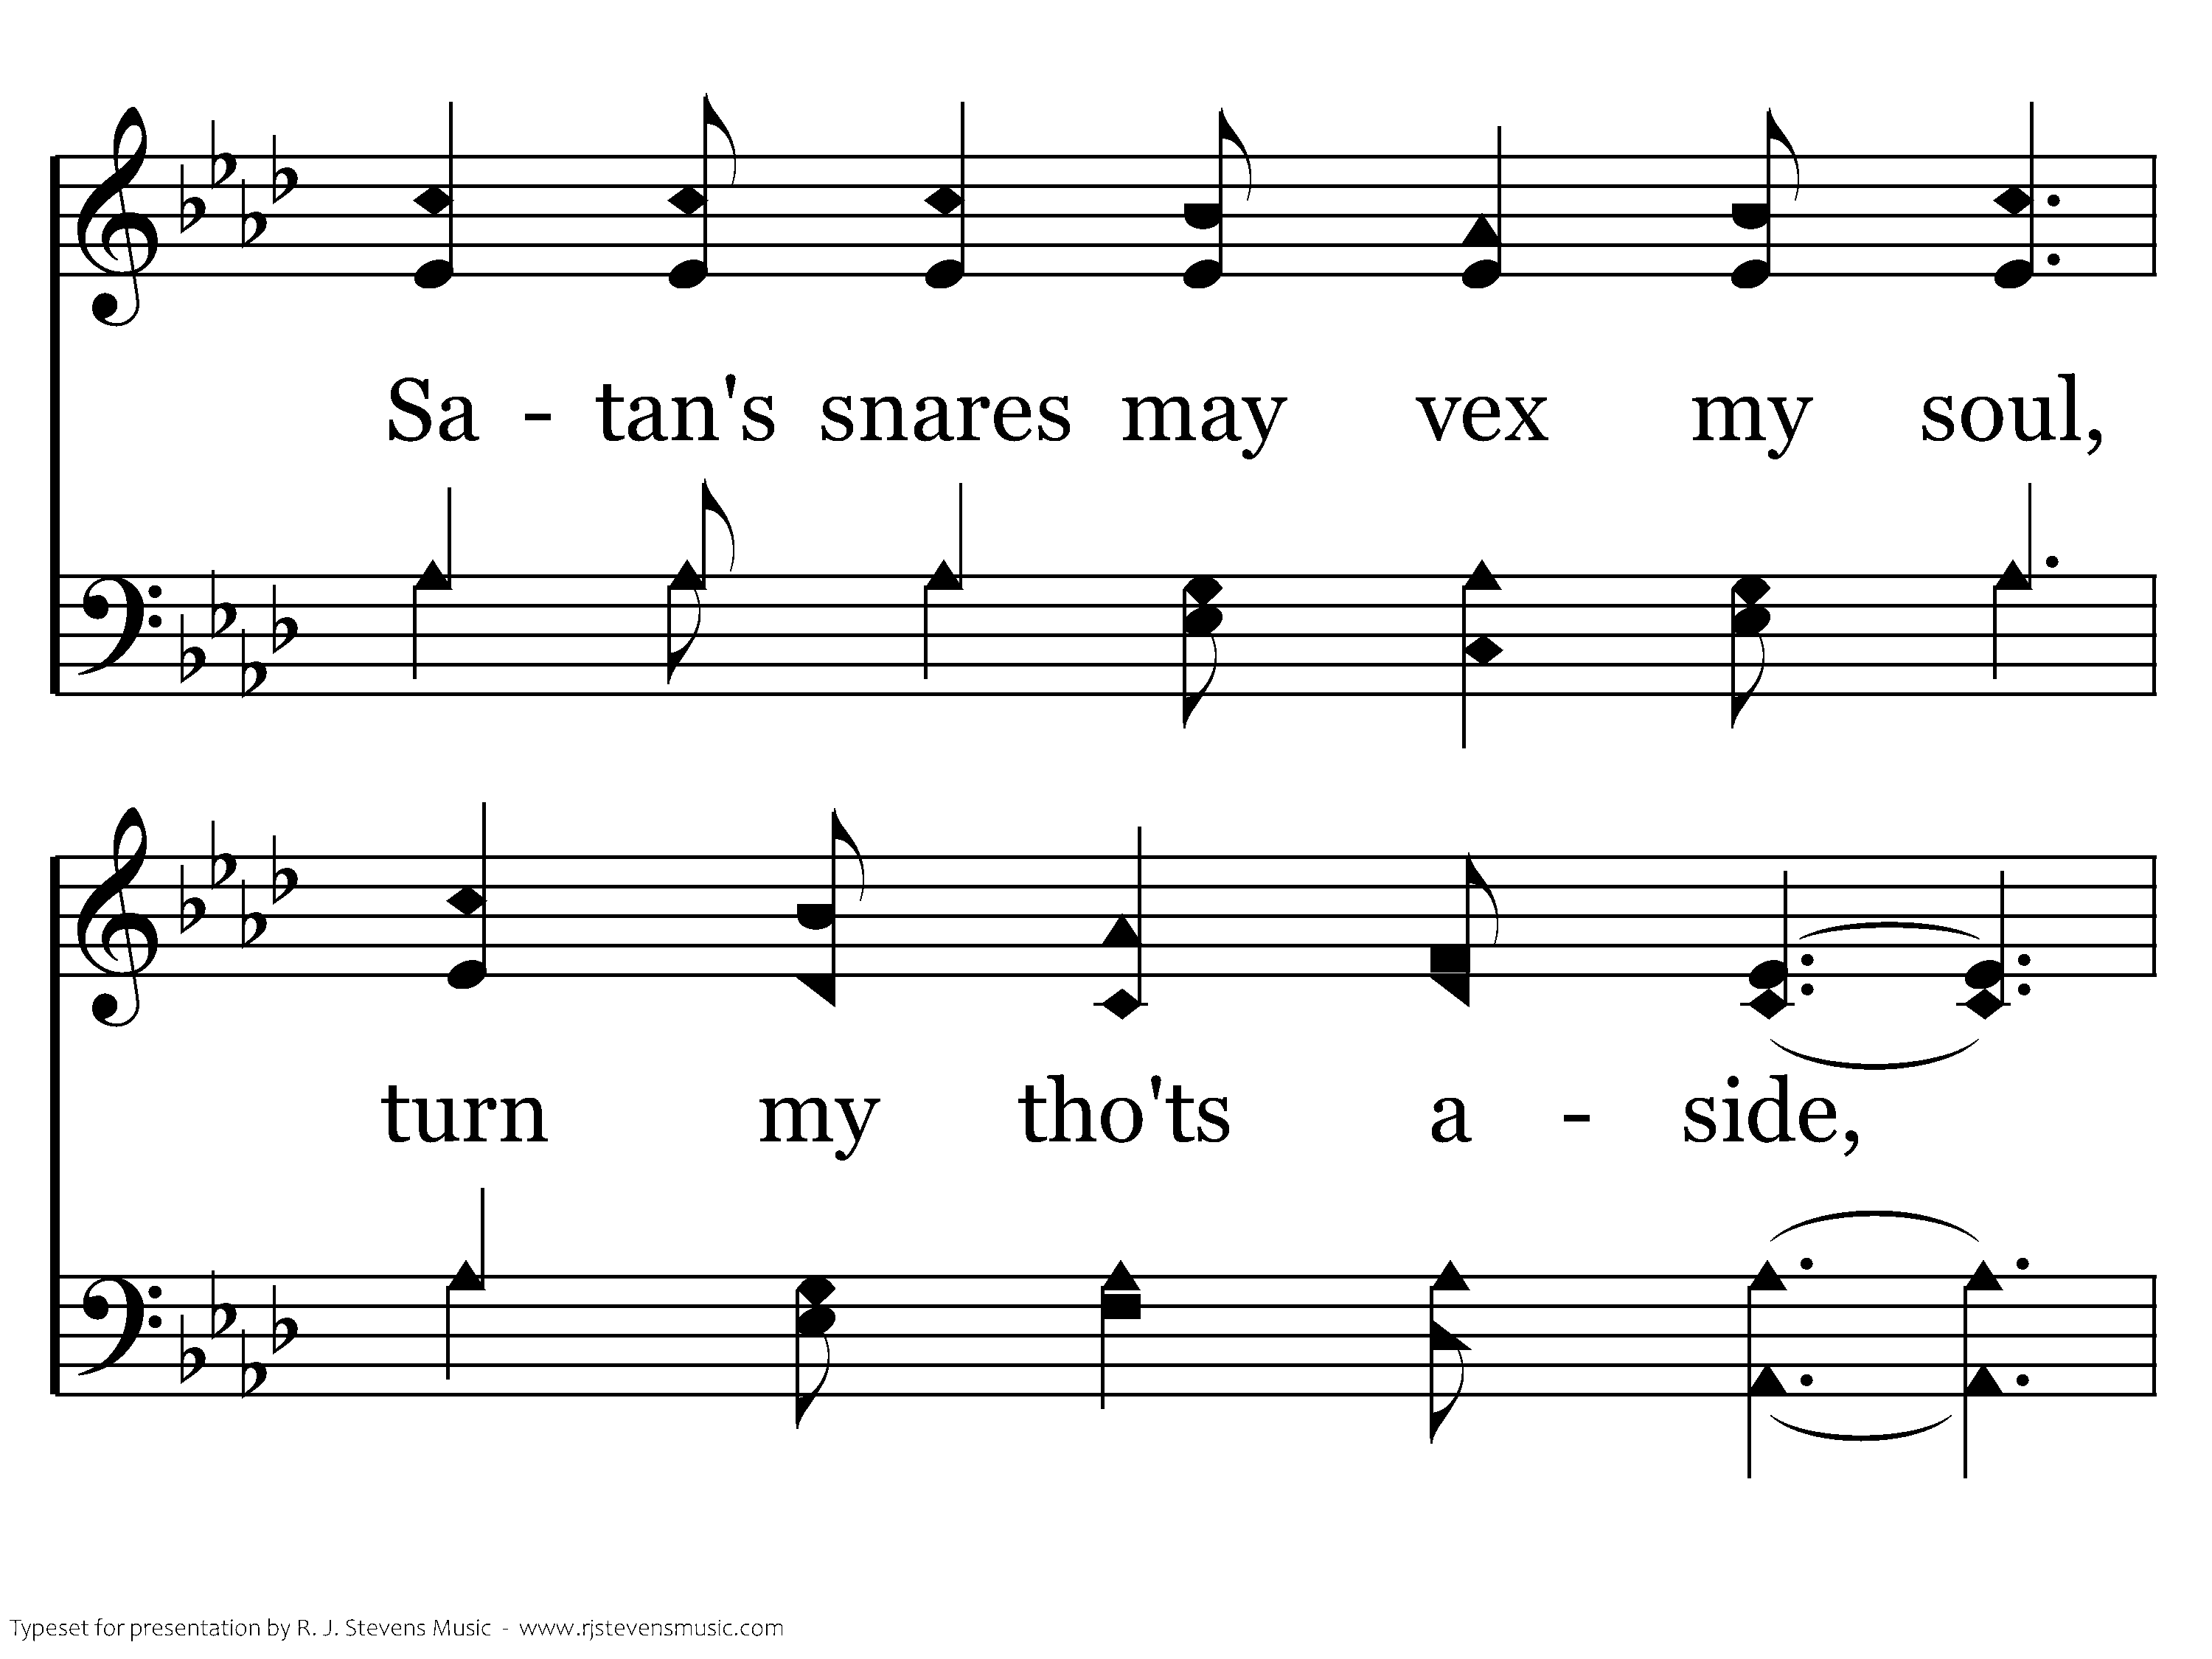 Sa - tan's snares may vex my soul,
turn my tho'ts a - side,
Typeset for presentation by R. J. Stevens Music - www.rjstevensmusic.com